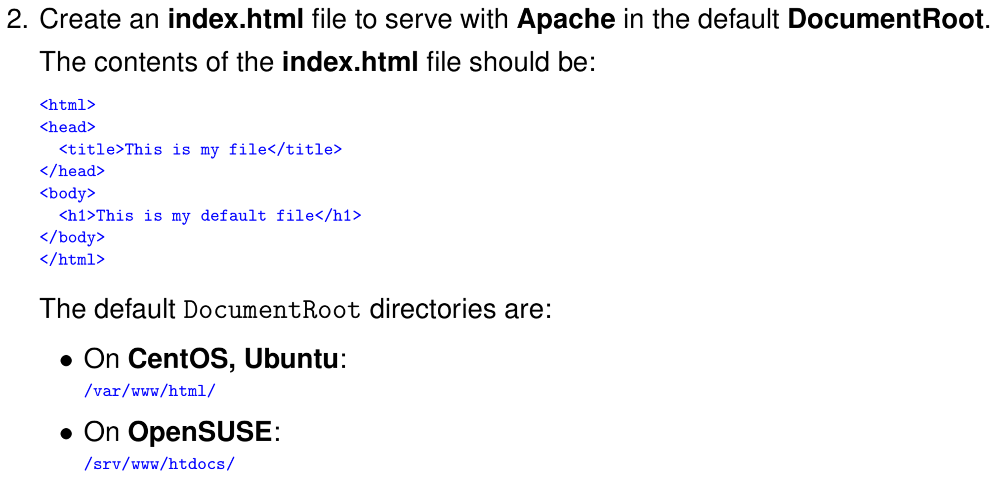 2. Create an index.html file to serve with Apache in the default DocumentRoot.
The contents of the index.html file should be:
<html>
<head>
  <title>This is my file</title>
</head>
<body>
  <h1>This is my default file</h1>
</body>
</html>
The default DocumentRoot directories are:
• On CentOS, Ubuntu:
/var/www/html/
• On OpenSUSE:
/srv/www/htdocs/